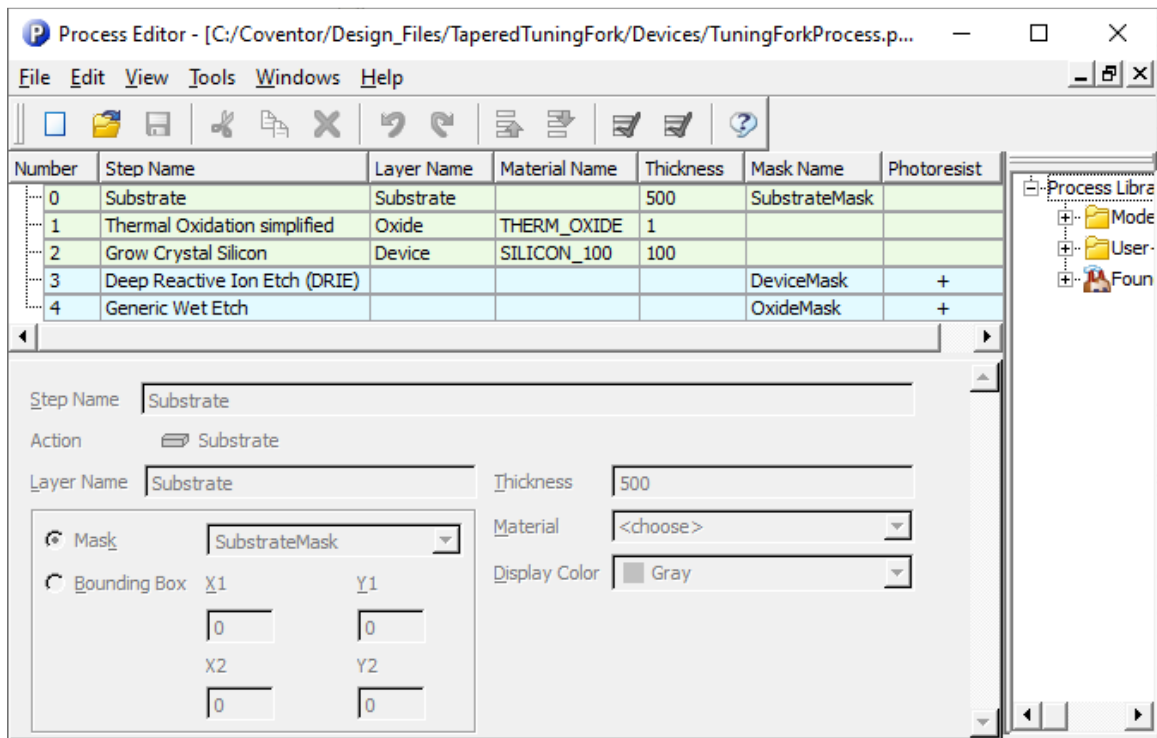 Process Editor - [C:/Coventor/Design_Files/TaperedTuningFork/Devices/TuningForkProcess.p...
File Edit View Tools Windows Help
Number Step Name Layer Name Material Name Thickness Mask Name Photoresist
0 Substrate Substrate 500 SubstrateMask
1 Thermal Oxidation simplified Oxide THERM_OXIDE 1
2 Grow Crystal Silicon Device SILICON_100 100
3 Deep Reactive Ion Etch (DRIE) DeviceMask +
4 Generic Wet Etch OxideMask +
Process Libra
Mode
User-
Foun
Step Name Substrate
Action Substrate
Layer Name Substrate Thickness 500
Mask SubstrateMask Material <choose>
Bounding Box X1 Y1 Display Color Gray
0 0
X2 Y2
0 0